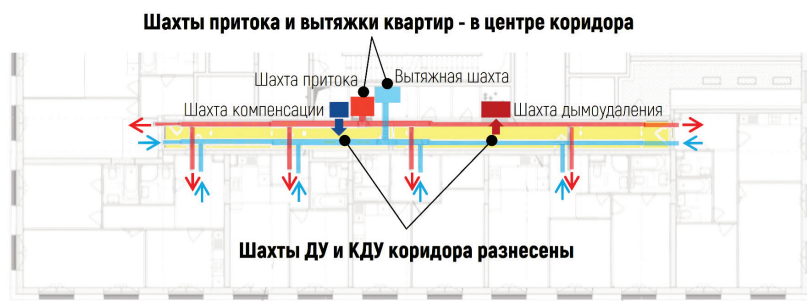 Шахты притока и вытяжки квартир - в центре коридора
Шахта притока
Вытяжная шахта
Шахта компенсации
Шахта дымоудаления
Шахты ДУ и КДУ коридора разнесены